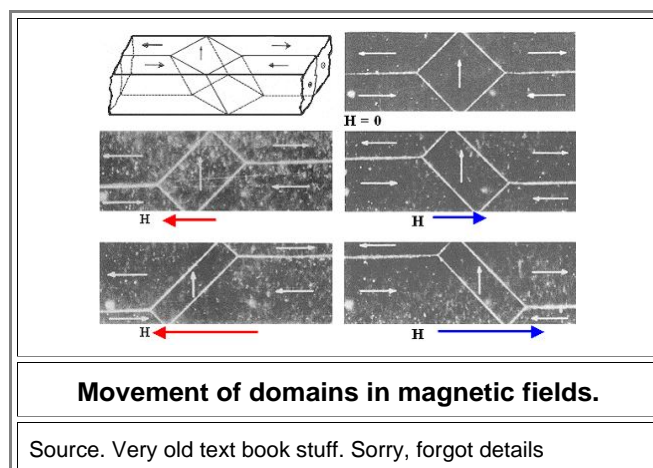 H = 0
H
H
H
H
Movement of domains in magnetic fields.
Source. Very old text book stuff. Sorry, forgot details